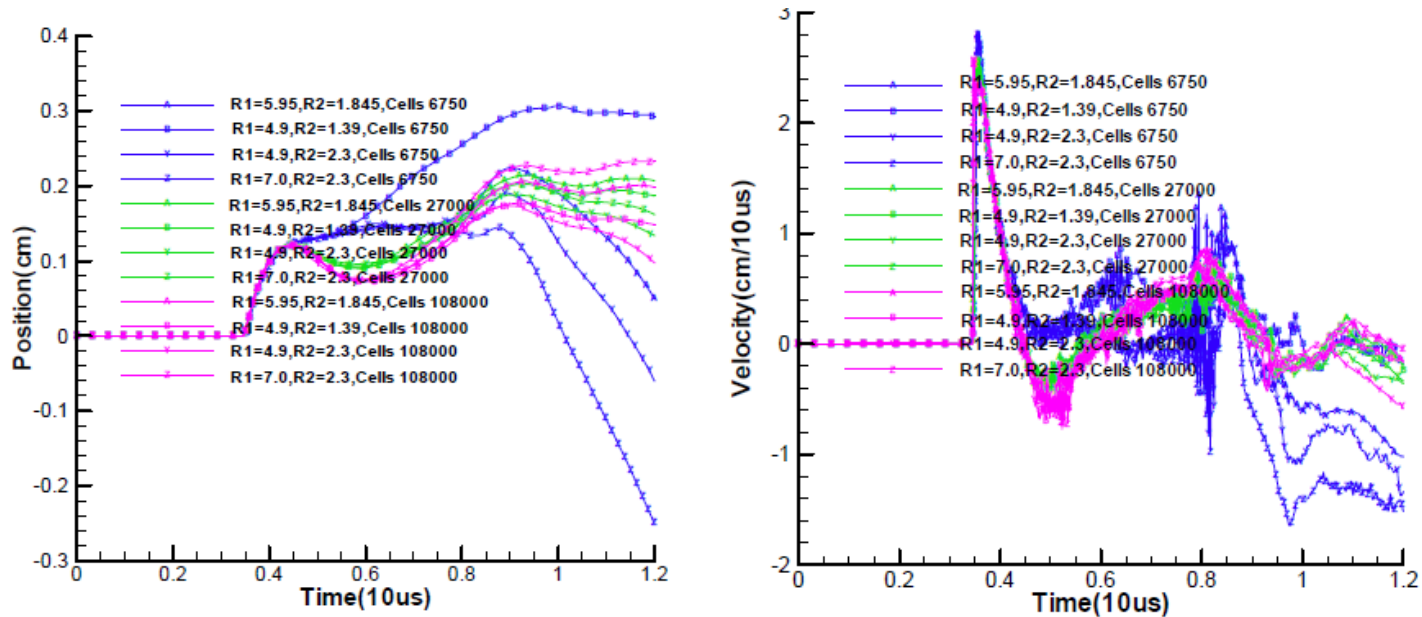 0.4
0.3
0.2
0.1
0
-0.1
-0.2
-0.3
Position(cm)
R1=5.95,R2=1.845,Cells 6750
R1=4.9,R2=1.39,Cells 6750
R1=4.9,R2=2.3,Cells 6750
R1=7.0,R2=2.3,Cells 6750
R1=5.95,R2=1.845,Cells 27000
R1=4.9,R2=1.39,Cells 27000
R1=4.9,R2=2.3,Cells 27000
R1=7.0,R2=2.3,Cells 27000
R1=5.95,R2=1.845,Cells 108000
R1=4.9,R2=1.39,Cells 108000
R1=4.9,R2=2.3,Cells 108000
R1=7.0,R2=2.3,Cells 108000
0 0.2 0.4 0.6 0.8 1 1.2
Time(10us)
3
2
1
0
-1
-2
Velocity(cm/10us)
R1=5.95,R2=1.845,Cells 6750
R1=4.9,R2=1.39,Cells 6750
R1=4.9,R2=2.3,Cells 6750
R1=7.0,R2=2.3,Cells 6750
R1=5.95,R2=1.845,Cells 27000
R1=4.9,R2=1.39,Cells 27000
R1=4.9,R2=2.3,Cells 27000
R1=7.0,R2=2.3,Cells 27000
R1=5.95,R2=1.845,Cells 108000
R1=4.9,R2=1.39,Cells 108000
R1=4.9,R2=2.3,Cells 108000
R1=7.0,R2=2.3,Cells 108000
0 0.2 0.4 0.6 0.8 1 1.2
Time(10us)